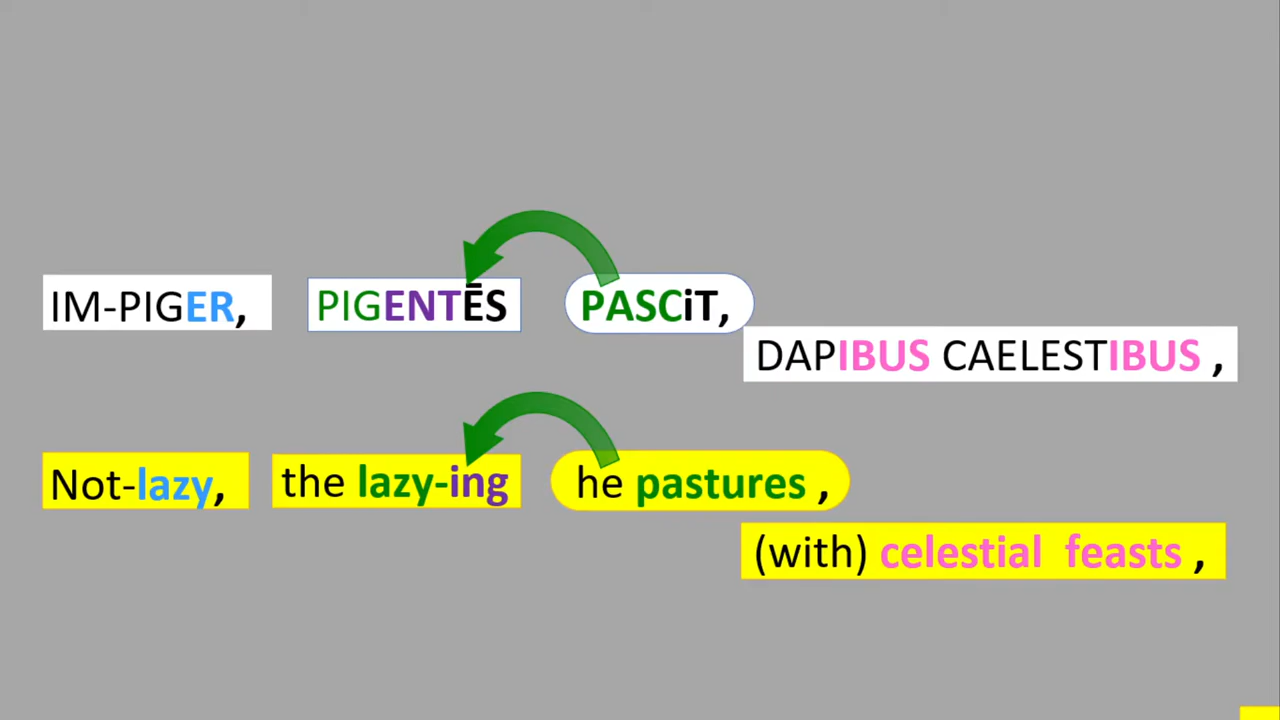 IM-PIGER, PIGENTĒS PASCiT,
DAPIBUS CAELESTIBUS ,
Not-lazy, the lazy-ing he pastures ,
(with) celestial feasts ,